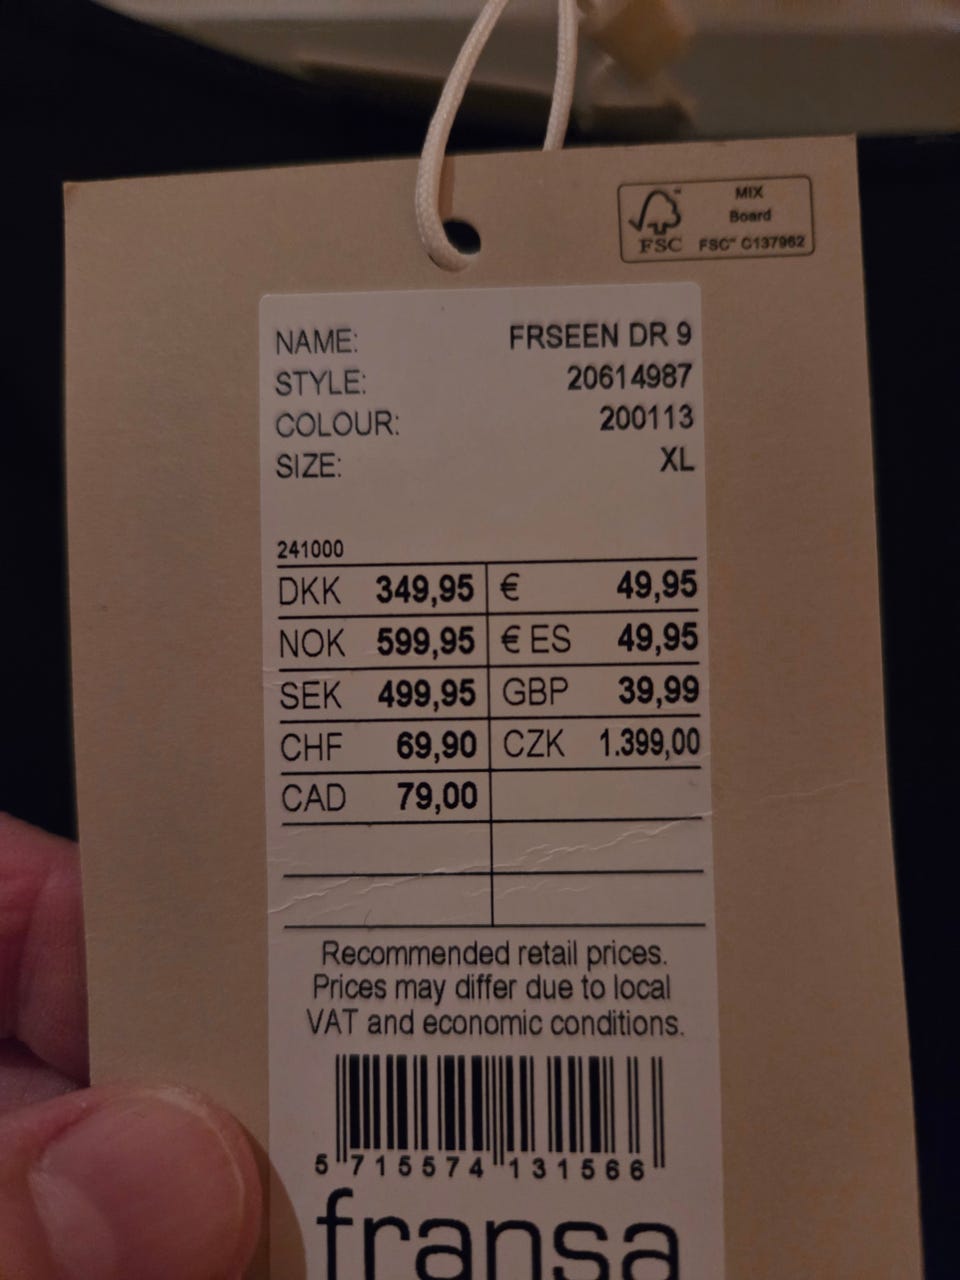 MIX
Board
FSC™ C137962
FSC
NAME: FRSEEN DR 9
STYLE: 20614987
COLOUR: 200113
SIZE: XL
241000
DKK 349,95 € 49,95
NOK 599,95 € ES 49,95
SEK 499,95 GBP 39,99
CHF 69,90 CZK 1.399,00
CAD 79,00
Recommended retail prices.
Prices may differ due to local
VAT and economic conditions.
5 715574 131566
fransa